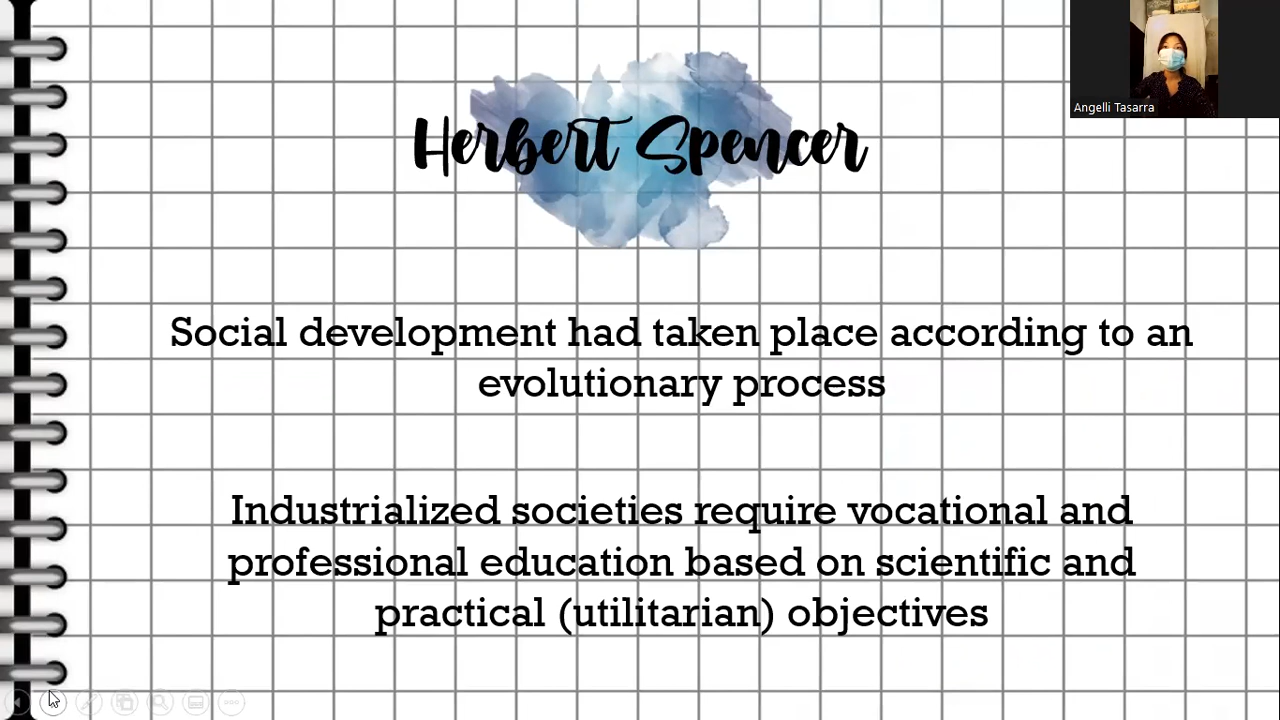 Angelli Tasarra
Herbert Spencer
Social development had taken place according to an
evolutionary process
Industrialized societies require vocational and
professional education based on scientific and
practical (utilitarian) objectives